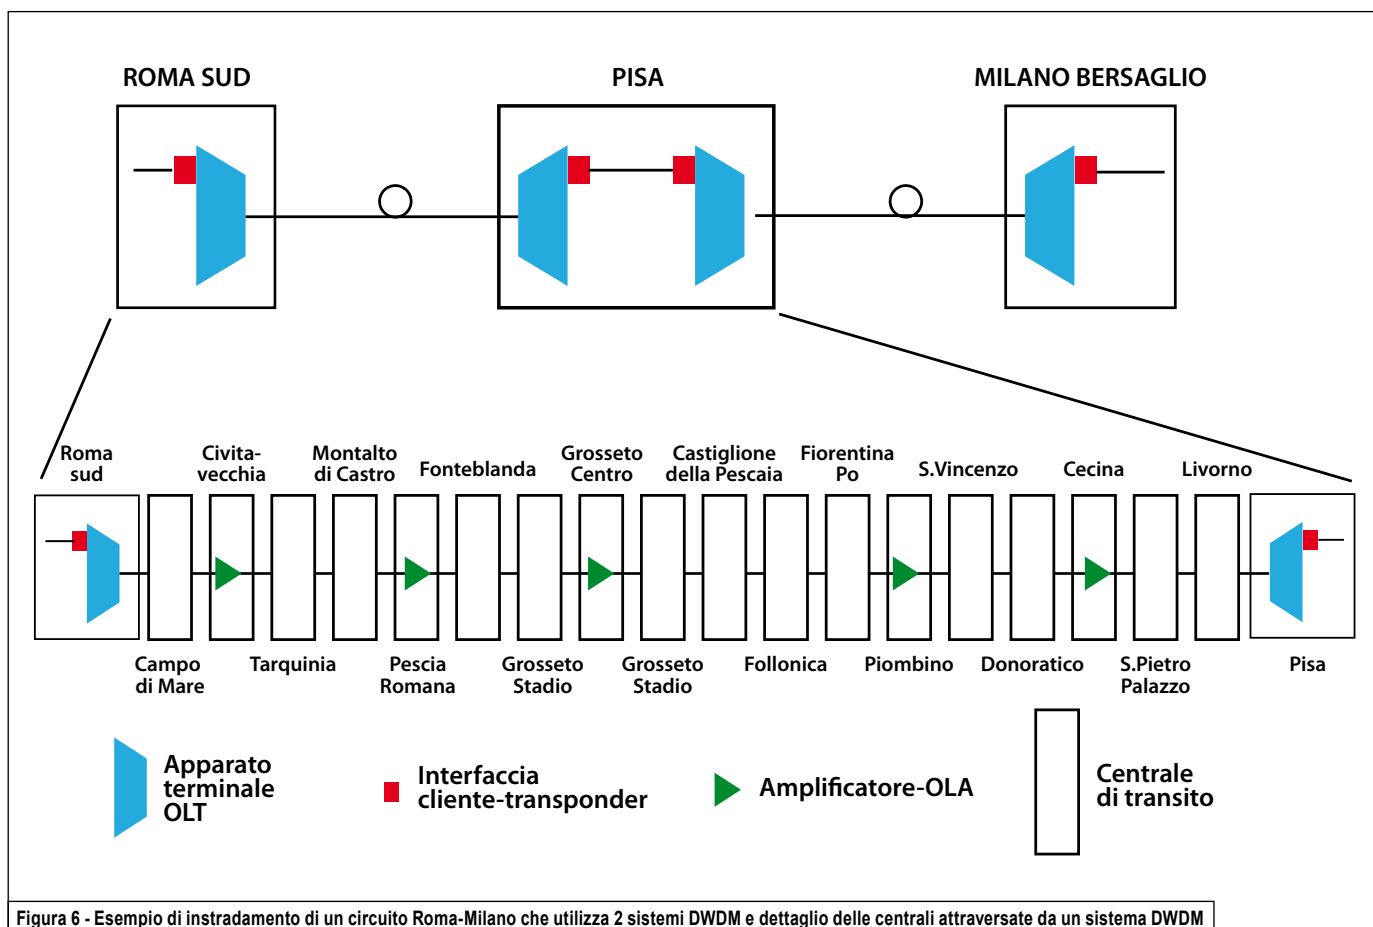 ROMA SUD
PISA
MILANO BERSAGLIO
Roma
sud
Civita-
vecchia
Montalto
di Castro
Fonteblanda
Grosseto
Centro
Castiglione
della Pescaia
Fiorentina
Po
S.Vincenzo
Cecina
Livorno
Campo
di Mare
Tarquinia
Pescia
Romana
Grosseto
Stadio
Grosseto
Stadio
Follonica
Piombino
Donoratico
S.Pietro
Palazzo
Pisa
Apparato
terminale
OLT
Interfaccia
cliente-transponder
Amplificatore-OLA
Centrale
di transito
Figura 6 - Esempio di instradamento di un circuito Roma-Milano che utilizza 2 sistemi DWDM e dettaglio delle centrali attraversate da un sistema DWDM